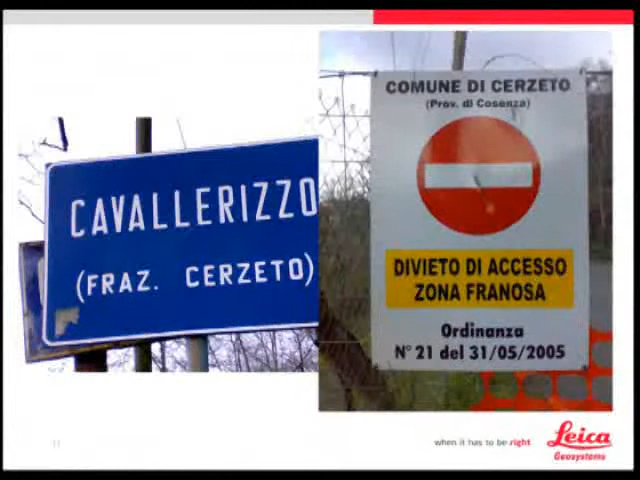 CAVALLERIZZO
(FRAZ. CERZETO)
COMUNE DI CERZETO
(Prov. di Cosenza)
DIVIETO DI ACCESSO
ZONA FRANOSA
Ordinanza
N° 21 del 31/05/2005
when it has to be right
Leica
Geosystems